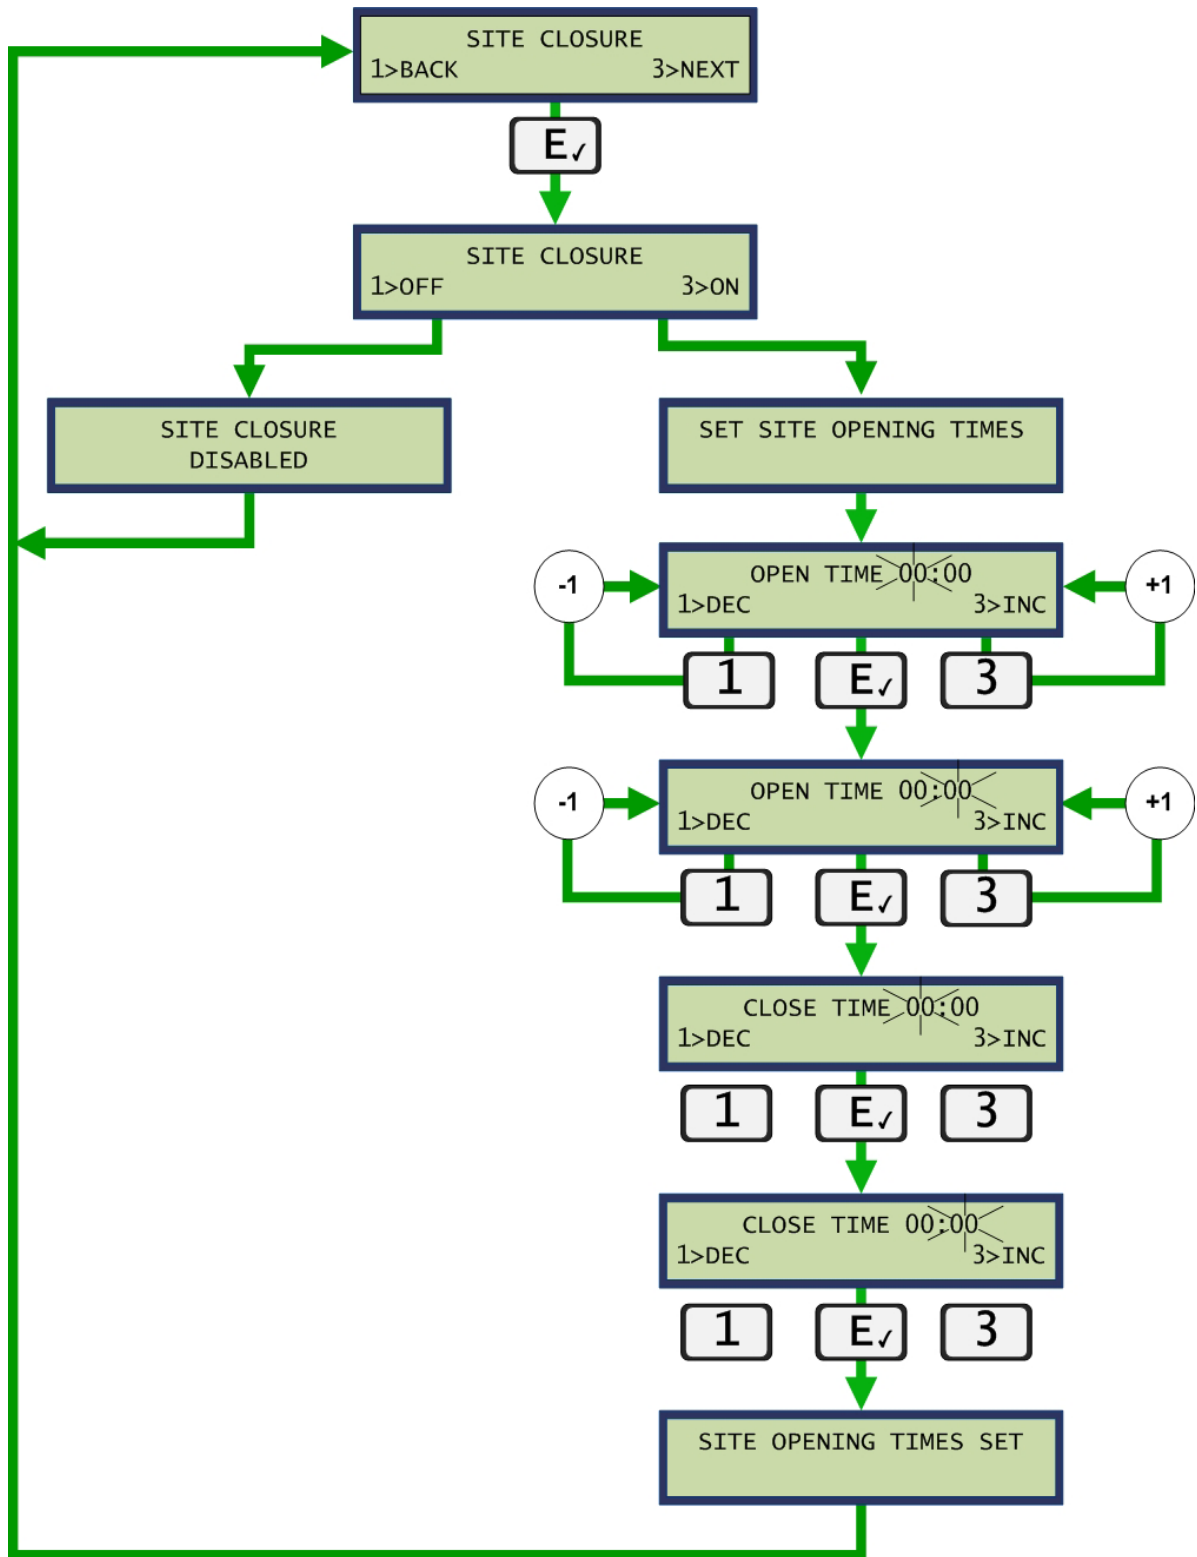 SITE CLOSURE
1>BACK 3>NEXT
E✓
SITE CLOSURE
1>OFF 3>ON
SITE CLOSURE
DISABLED
SET SITE OPENING TIMES
OPEN TIME 00:00
1>DEC 3>INC
-1
+1
1 E✓ 3
OPEN TIME 00:00
1>DEC 3>INC
-1
+1
1 E✓ 3
CLOSE TIME 00:00
1>DEC 3>INC
1 E✓ 3
CLOSE TIME 00:00
1>DEC 3>INC
1 E✓ 3
SITE OPENING TIMES SET